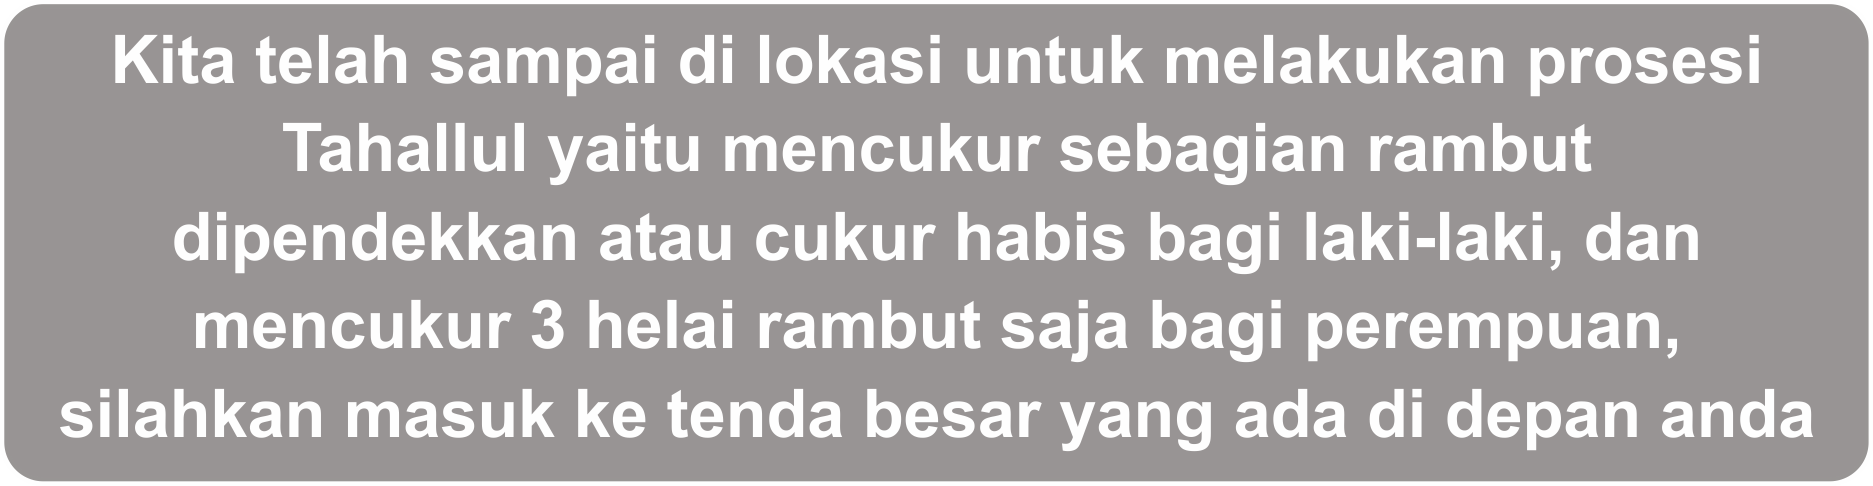 Kita telah sampai di lokasi untuk melakukan prosesi
Tahallul yaitu mencukur sebagian rambut
dipendekkan atau cukur habis bagi laki-laki, dan
mencukur 3 helai rambut saja bagi perempuan,
silahkan masuk ke tenda besar yang ada di depan anda